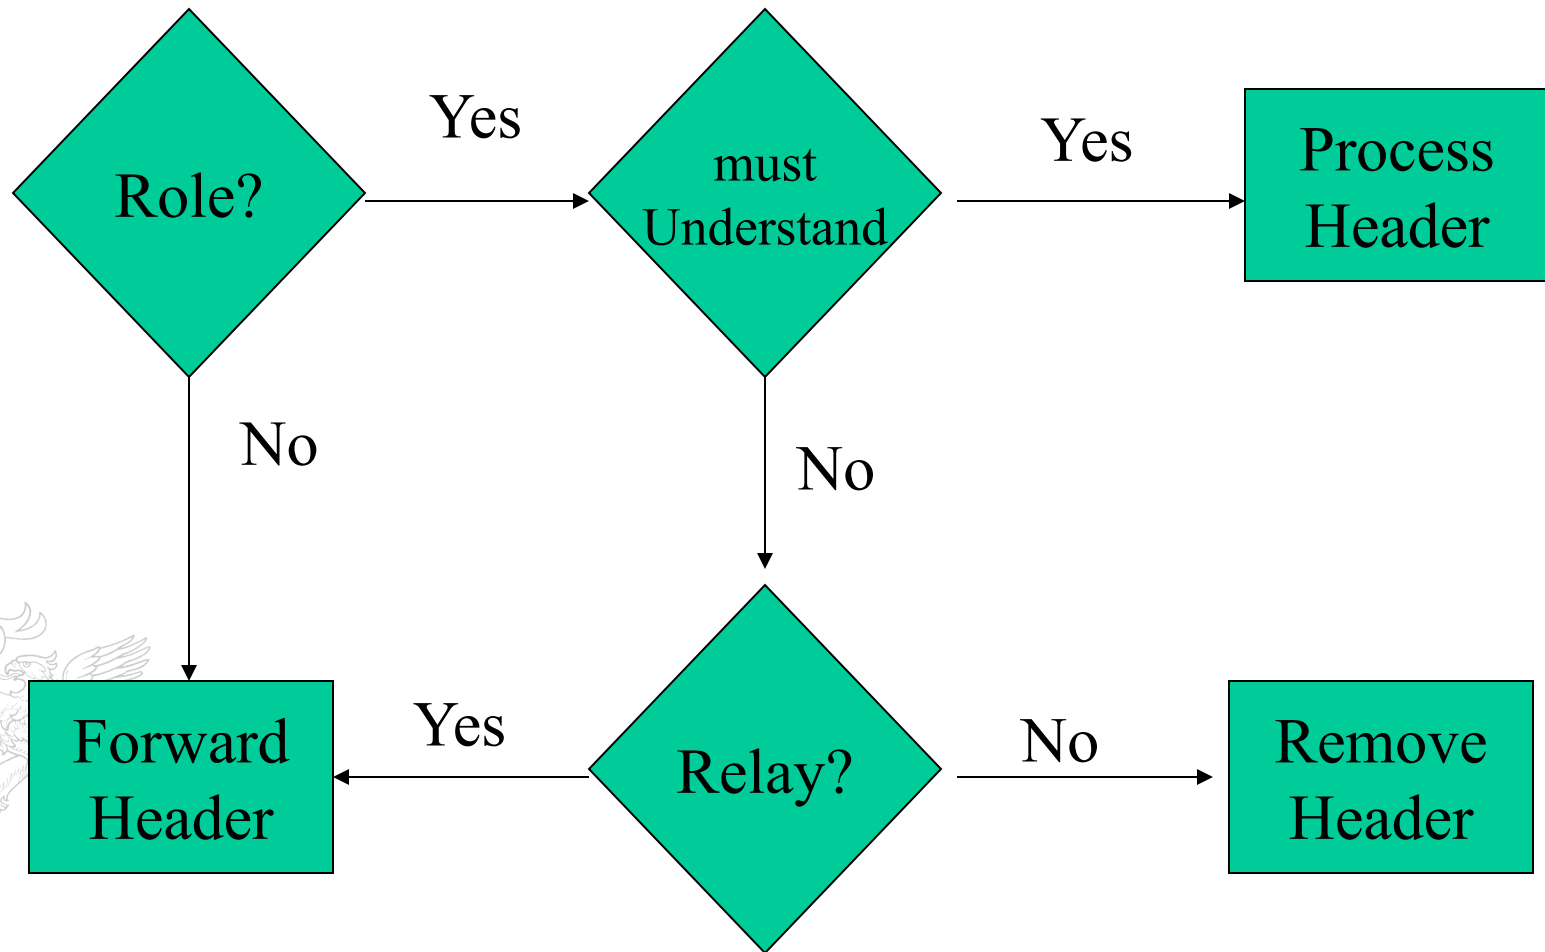 Role?
Yes
must
Understand
Yes
Process
Header
No
No
Forward
Header
Yes
Relay?
No
Remove
Header